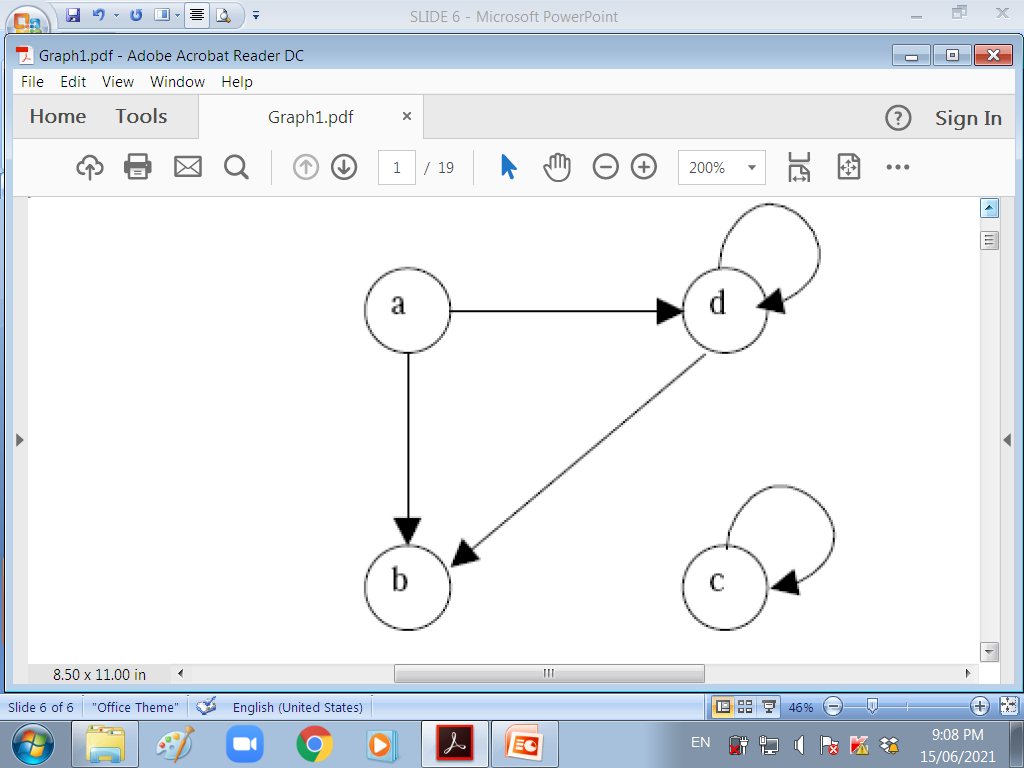 SLIDE 6 - Microsoft PowerPoint
Graph1.pdf - Adobe Acrobat Reader DC
File Edit View Window Help
Home Tools Graph1.pdf × ? Sign In
1 / 19 200%
a d
b c
8.50 x 11.00 in
Slide 6 of 6 "Office Theme" English (United States) 46%
EN 9:08 PM
15/06/2021